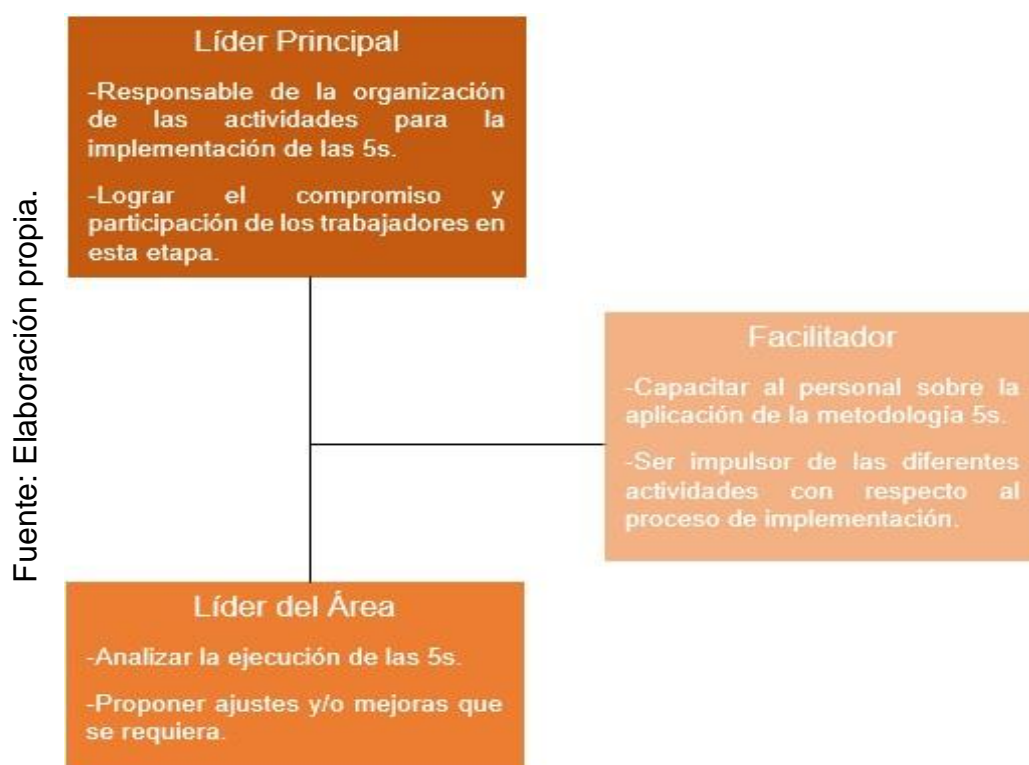 Líder Principal
-Responsable de la organización
de las actividades para la
implementación de las 5s.
-Lograr el compromiso y
participación de los trabajadores en
esta etapa.
Facilitador
-Capacitar al personal sobre la
aplicación de la metodología 5s.
-Ser impulsor de las diferentes
actividades con respecto al
proceso de implementación.
Líder del Área
-Analizar la ejecución de las 5s.
-Proponer ajustes y/o mejoras que
se requiera.
Fuente: Elaboración propia.